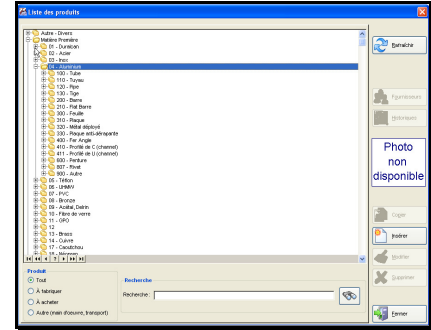 Liste des produits
Autre - Divers
Matière Première
01 - Duraban
02 - Acier
03 - Inox
04 - Aluminium
100 - Tube
110 - Tuyau
120 - Pipe
130 - Tige
200 - Barre
210 - Flat Barre
300 - Feuille
310 - Plaque
320 - Métal déployé
330 - Plaque anti-dérapante
400 - Fer Angle
410 - Profilé de C (channel)
411 - Profilé de U (channel)
600 - Penture
807 - Rivet
900 - Autre
05 - Téflon
06 - UHMW
07 - PVC
08 - Bronze
09 - Acétal, Delrin
10 - Fibre de verre
11 - GPO
12
13 - Brass
14 - Cuivre
17 - Caoutchou
Rafraîchir
Fournisseurs
Historiques
Photo
non
disponible
Copier
Insérer
Modifier
Supprimer
Fermer
Produit
Tout
À fabriquer
À acheter
Autre (main d'oeuvre, transport)
Recherche
Recherche :